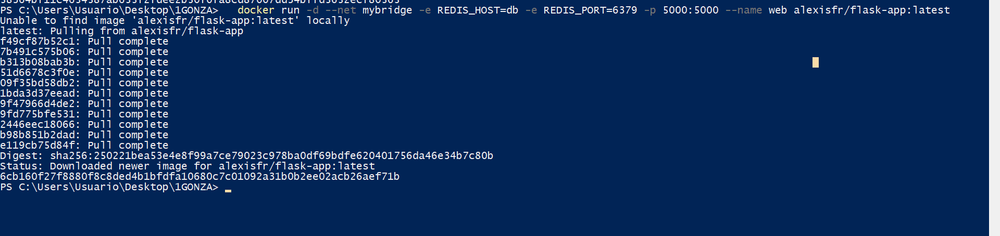 PS C:\Users\Usuario\Desktop\1GONZA>   docker run -d --net mybridge -e REDIS_HOST=db -e REDIS_PORT=6379 -p 5000:5000 --name web alexisfr/flask-app:latest
Unable to find image 'alexisfr/flask-app:latest' locally
latest: Pulling from alexisfr/flask-app
f49cf87b52c1: Pull complete
7b491c575b06: Pull complete
b313b08bab3b: Pull complete
51d6678c3f0e: Pull complete
09f35bd58db2: Pull complete
1bda3d37eead: Pull complete
9f47966d4de2: Pull complete
9fd775bfe531: Pull complete
2446eec18066: Pull complete
b98b851b2dad: Pull complete
e119cb75d84f: Pull complete
Digest: sha256:250221bea53e4e8f99a7ce79023c978ba0df69bdfe620401756da46e34b7c80b
Status: Downloaded newer image for alexisfr/flask-app:latest
6cb160f27f8880f8c8ded4b1bfdfa10680c7c01092a31b0b2ee02acb26aef71b
PS C:\Users\Usuario\Desktop\1GONZA>